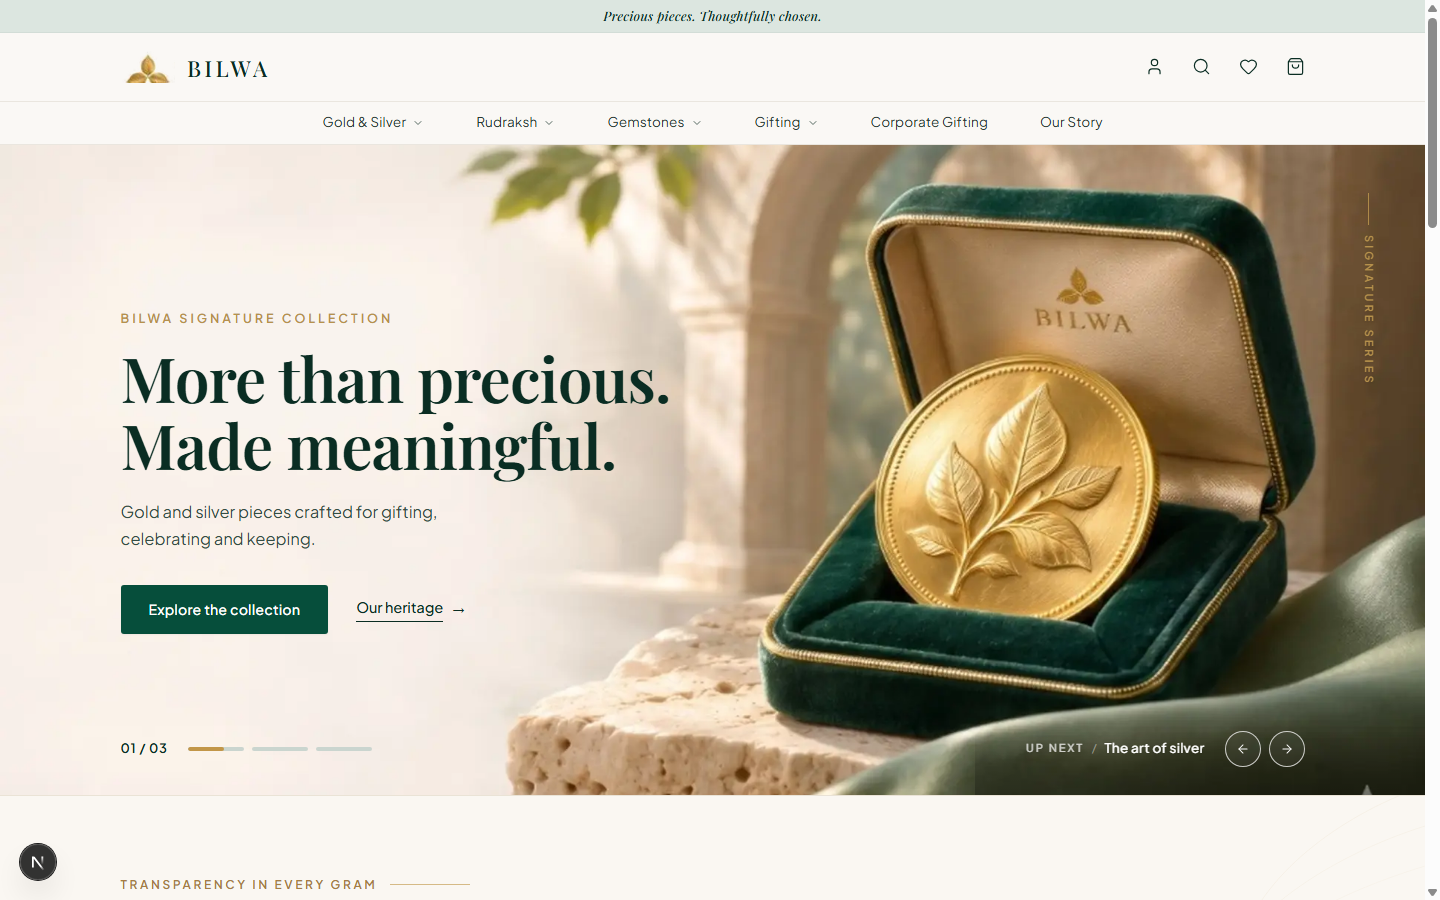 Precious pieces. Thoughtfully chosen.
BILWA
Gold & Silver
Rudraksh
Gemstones
Gifting
Corporate Gifting
Our Story
BILWA
SIGNATURE SERIES
BILWA SIGNATURE COLLECTION
More than precious.
Made meaningful.
Gold and silver pieces crafted for gifting,
celebrating and keeping.
Explore the collection
Our heritage →
01 / 03
UP NEXT / The art of silver
N
TRANSPARENCY IN EVERY GRAM